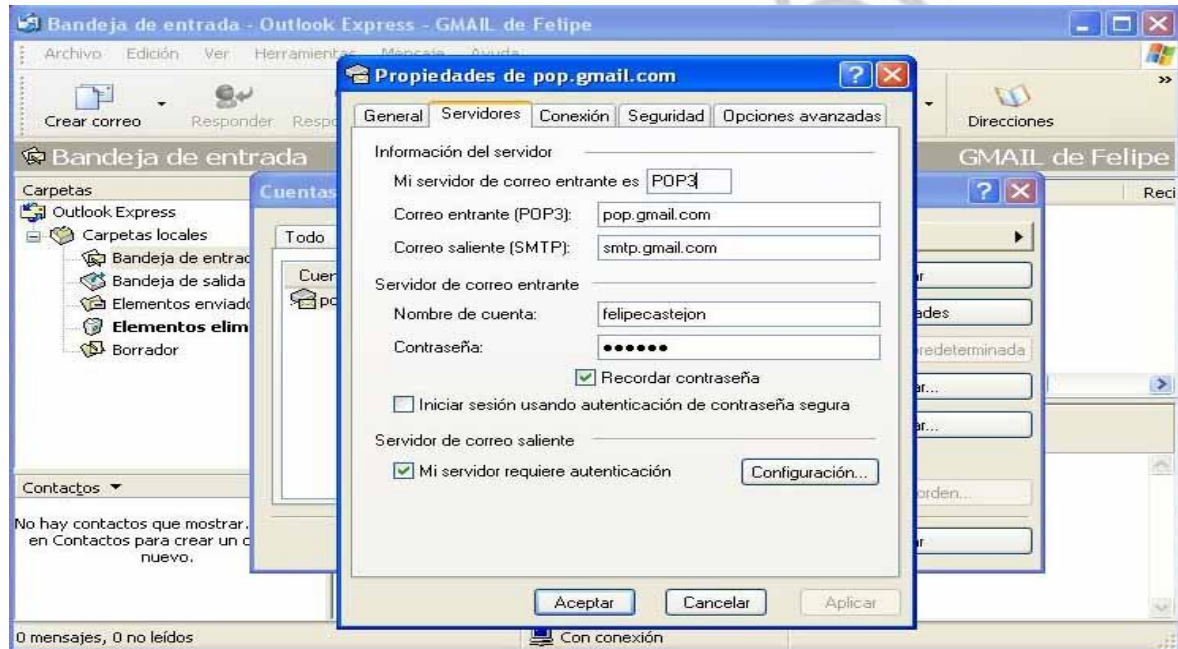 Bandeja de entrada - Outlook Express - GMAIL de Felipe
Archivo Edición Ver Herramientas Mensaje Ayuda
Crear correo Responder Respo Direcciones
Bandeja de entrada GMAIL de Felipe
Carpetas Reci
Outlook Express
Carpetas locales
Bandeja de entrad
Bandeja de salida
Elementos enviado
Elementos elim
Borrador
Contactos
No hay contactos que mostrar.
en Contactos para crear un c
nuevo.
0 mensajes, 0 no leídos Con conexión
Cuentas
Todo
Cuen
po
ar
ades
redeterminada
ar...
ar...
orden...
ar
Propiedades de pop.gmail.com
General Servidores Conexión Seguridad Opciones avanzadas
Información del servidor
Mi servidor de correo entrante es POP3
Correo entrante (POP3): pop.gmail.com
Correo saliente (SMTP): smtp.gmail.com
Servidor de correo entrante
Nombre de cuenta: felipecastejon
Contraseña: ●●●●●●
Recordar contraseña
Iniciar sesión usando autenticación de contraseña segura
Servidor de correo saliente
Mi servidor requiere autenticación Configuración...
Aceptar Cancelar Aplicar